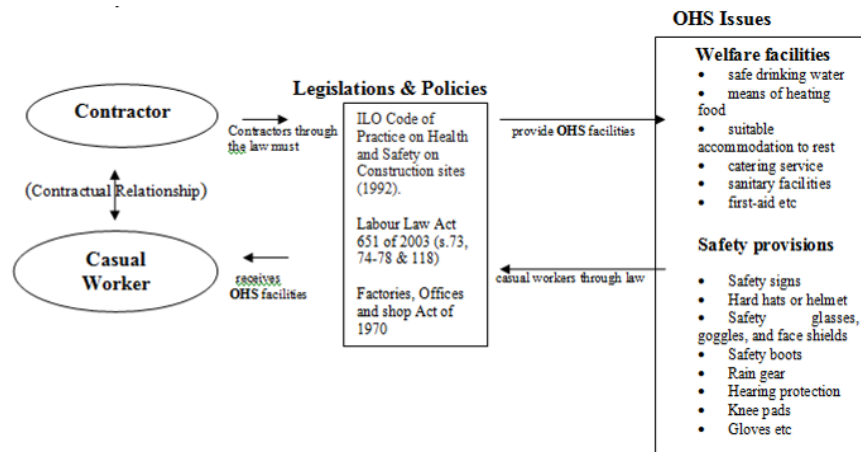 OHS Issues
Contractor
(Contractual Relationship)
Casual
Worker
Contractors through
the law must
receives
OHS facilities
Legislations & Policies
ILO Code of
Practice on Health
and Safety on
Construction sites
(1992).
Labour Law Act
651 of 2003 (s.73,
74-78 & 118)
Factories, Offices
and shop Act of
1970
provide OHS facilities
casual workers through law
Welfare facilities
• safe drinking water
• means of heating
food
• suitable
accommodation to rest
• catering service
• sanitary facilities
• first-aid etc
Safety provisions
• Safety signs
• Hard hats or helmet
• Safety glasses,
goggles, and face shields
• Safety boots
• Rain gear
• Hearing protection
• Knee pads
• Gloves etc